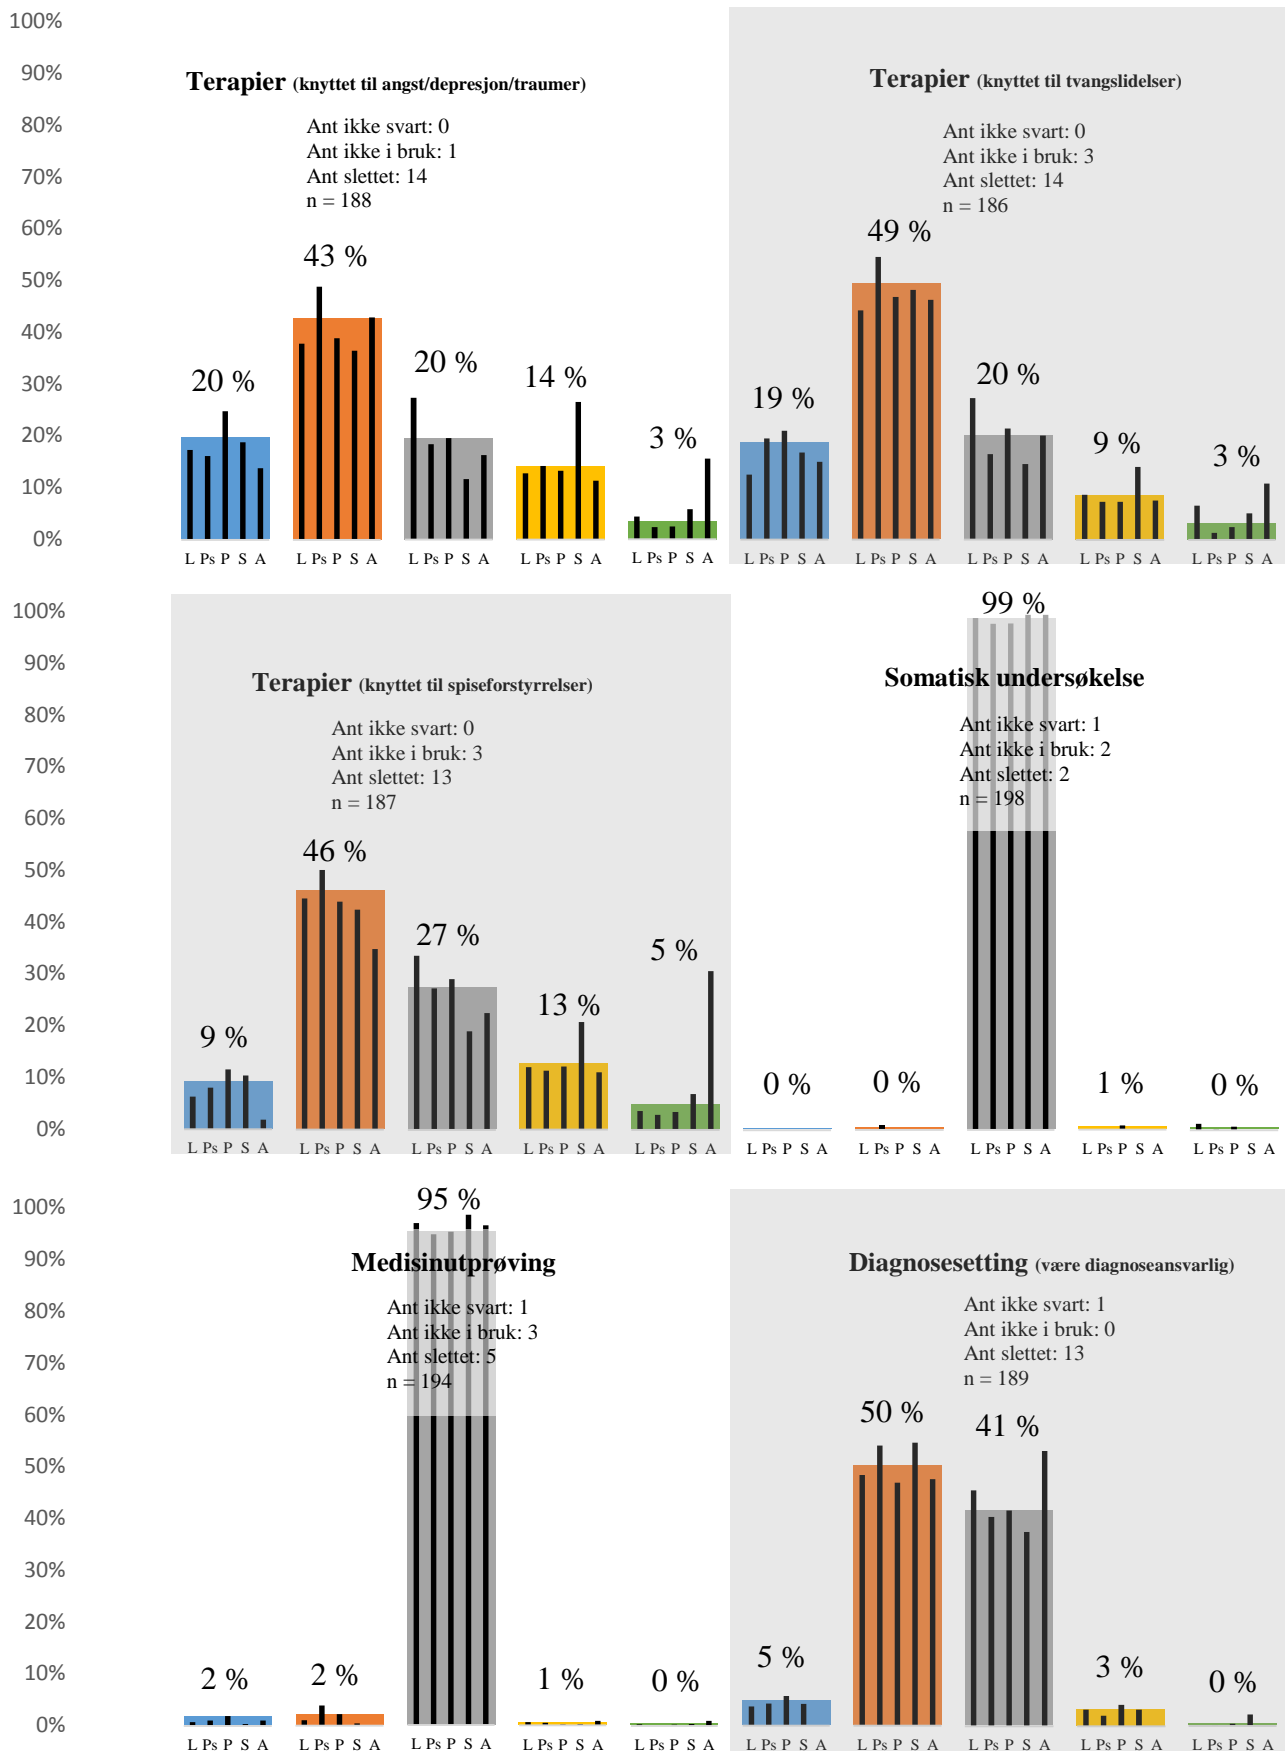 100%
90%
80%
70%
60%
50%
40%
30%
20%
10%
0%
Terapier (knyttet til angst/depresjon/traumer)
Ant ikke svart: 0
Ant ikke i bruk: 1
Ant slettet: 14
n = 188
20 %
43 %
20 %
14 %
3 %
L Ps P S A
L Ps P S A
L Ps P S A
L Ps P S A
L Ps P S A
Terapier (knyttet til tvangslidelser)
Ant ikke svart: 0
Ant ikke i bruk: 3
Ant slettet: 14
n = 186
19 %
49 %
20 %
9 %
3 %
L Ps P S A
L Ps P S A
L Ps P S A
L Ps P S A
L Ps P S A
100%
90%
80%
70%
60%
50%
40%
30%
20%
10%
0%
Terapier (knyttet til spiseforstyrrelser)
Ant ikke svart: 0
Ant ikke i bruk: 3
Ant slettet: 13
n = 187
9 %
46 %
27 %
13 %
5 %
L Ps P S A
L Ps P S A
L Ps P S A
L Ps P S A
L Ps P S A
Somatisk undersøkelse
Ant ikke svart: 1
Ant ikke i bruk: 2
Ant slettet: 2
n = 198
0 %
0 %
99 %
1 %
0 %
L Ps P S A
L Ps P S A
L Ps P S A
L Ps P S A
L Ps P S A
100%
90%
80%
70%
60%
50%
40%
30%
20%
10%
0%
Medisinutprøving
Ant ikke svart: 1
Ant ikke i bruk: 3
Ant slettet: 5
n = 194
2 %
2 %
95 %
1 %
0 %
L Ps P S A
L Ps P S A
L Ps P S A
L Ps P S A
L Ps P S A
Diagnosesetting (være diagnoseansvarlig)
Ant ikke svart: 1
Ant ikke i bruk: 0
Ant slettet: 13
n = 189
5 %
50 %
41 %
3 %
0 %
L Ps P S A
L Ps P S A
L Ps P S A
L Ps P S A
L Ps P S A